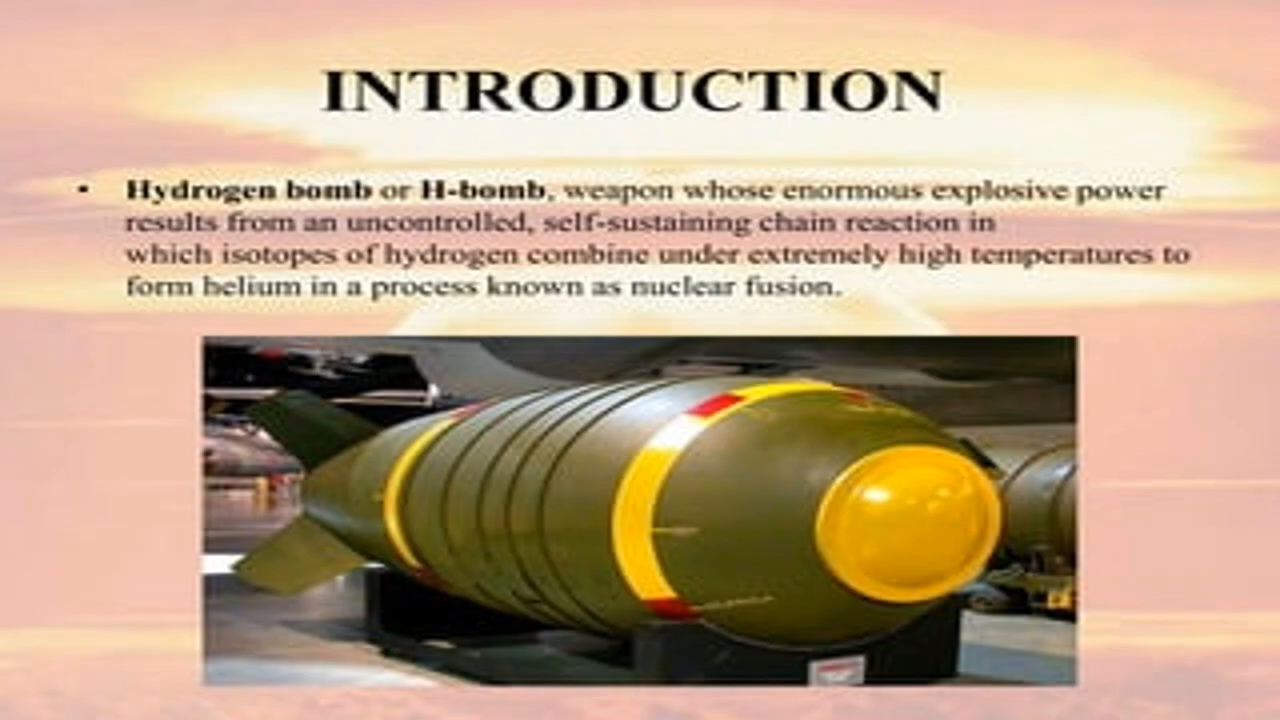 INTRODUCTION
• Hydrogen bomb or H-bomb, weapon whose enormous explosive power
results from an uncontrolled, self-sustaining chain reaction in
which isotopes of hydrogen combine under extremely high temperatures to
form helium in a process known as nuclear fusion.